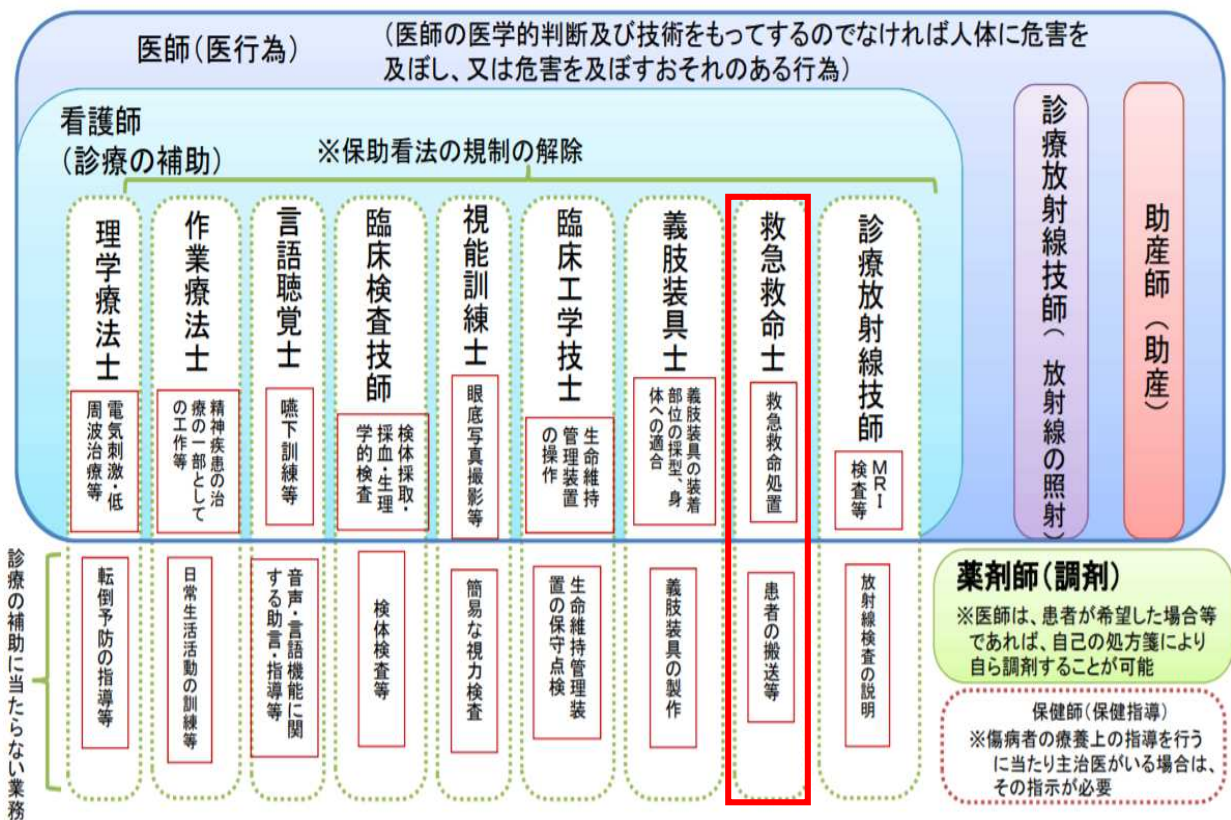 医師(医行為)
(医師の医学的判断及び技術をもってするのでなければ人体に危害を
及ぼし、又は危害を及ぼすおそれのある行為)
看護師
(診療の補助)
※保助看法の規制の解除
理学療法士
電気刺激・低
周波治療等
転倒予防の指導等
作業療法士
精神疾患の治
療の一部として
の工作等
日常生活活動の訓練等
言語聴覚士
嚥下訓練等
音声・言語機能に関
する助言・指導等
臨床検査技師
検体採取・
採血・生理
学的検査
検体検査等
視能訓練士
眼底写真撮影等
簡易な視力検査
臨床工学技士
生命維持
管理装置
の操作
生命維持管理装
置の保守点検
義肢装具士
義肢装具の装着
部位の採型、身
体への適合
義肢装具の製作
救急救命士
救急救命処置
患者の搬送等
診療放射線技師
MRI
検査等
放射線検査の説明
診療放射線技師(放射線の照射)
助産師(助産)
診療の補助に当たらない業務
薬剤師(調剤)
※医師は、患者が希望した場合等
であれば、自己の処方箋により
自ら調剤することが可能
保健師(保健指導)
※傷病者の療養上の指導を行う
に当たり主治医がいる場合は、
その指示が必要